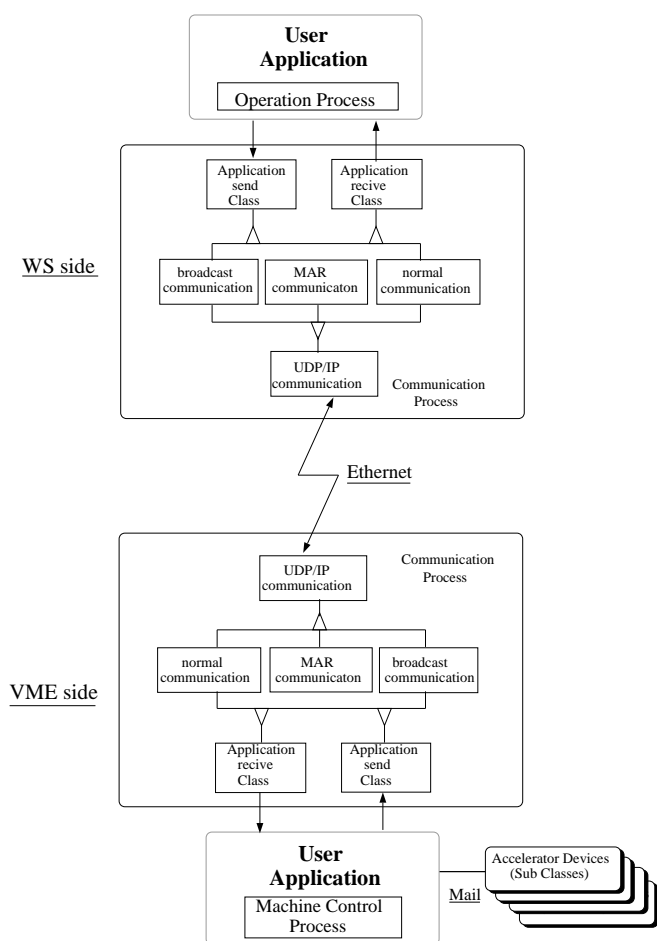 User
Application
Operation Process
Application
send
Class
Application
recive
Class
WS side
broadcast
communication
MAR
communicaton
normal
communication
UDP/IP
communication
Communication
Process
Ethernet
UDP/IP
communication
Communication
Process
normal
communication
MAR
communicaton
broadcast
communication
VME side
Application
recive
Class
Application
send
Class
User
Application
Machine Control
Process
Mail
Accelerator Devices
(Sub Classes)